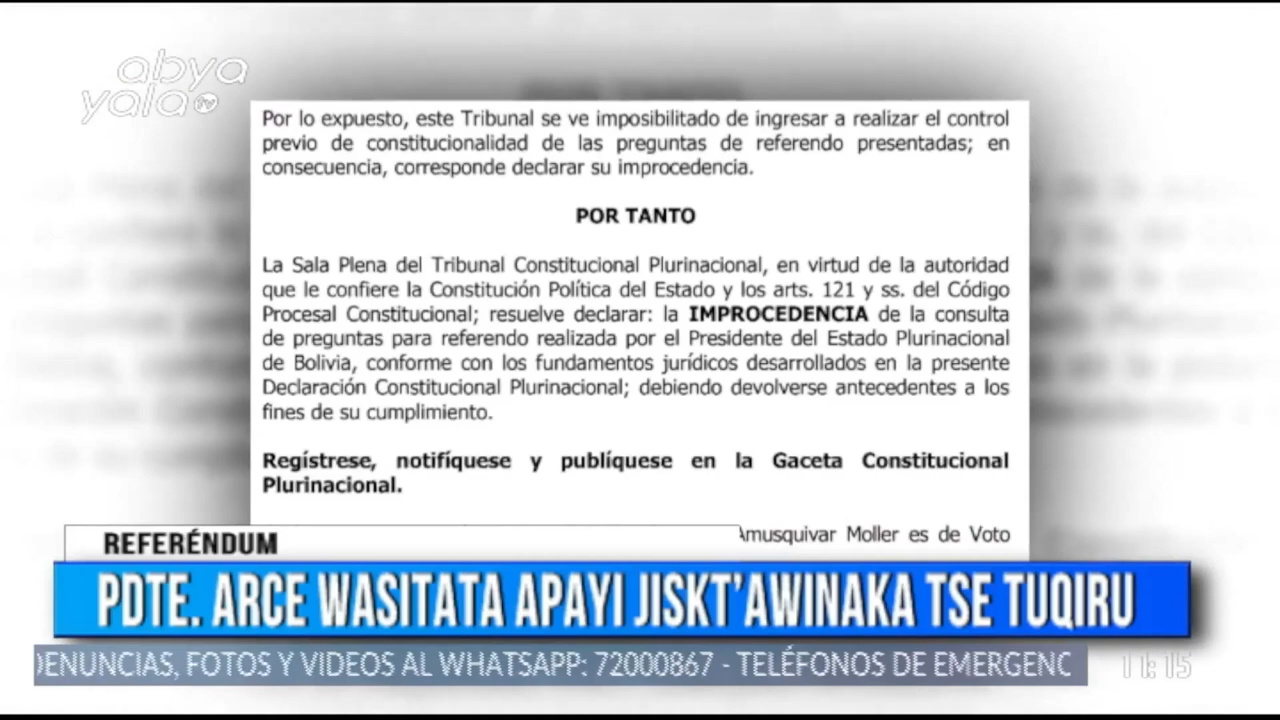 abya
yala tv
Por lo expuesto, este Tribunal se ve imposibilitado de ingresar a realizar el control
previo de constitucionalidad de las preguntas de referendo presentadas; en
consecuencia, corresponde declarar su improcedencia.
POR TANTO
La Sala Plena del Tribunal Constitucional Plurinacional, en virtud de la autoridad
que le confiere la Constitución Política del Estado y los arts. 121 y ss. del Código
Procesal Constitucional; resuelve declarar: la IMPROCEDENCIA de la consulta
de preguntas para referendo realizada por el Presidente del Estado Plurinacional
de Bolivia, conforme con los fundamentos jurídicos desarrollados en la presente
Declaración Constitucional Plurinacional; debiendo devolverse antecedentes a los
fines de su cumplimiento.
Regístrese, notifíquese y publíquese en la Gaceta Constitucional
Plurinacional.
Amusquivar Moller es de Voto
REFERÉNDUM
PDTE. ARCE WASITATA APAYI JISKT'AWINAKA TSE TUQIRU
DENUNCIAS, FOTOS Y VIDEOS AL WHATSAPP: 72000867 - TELÉFONOS DE EMERGENC
11:15